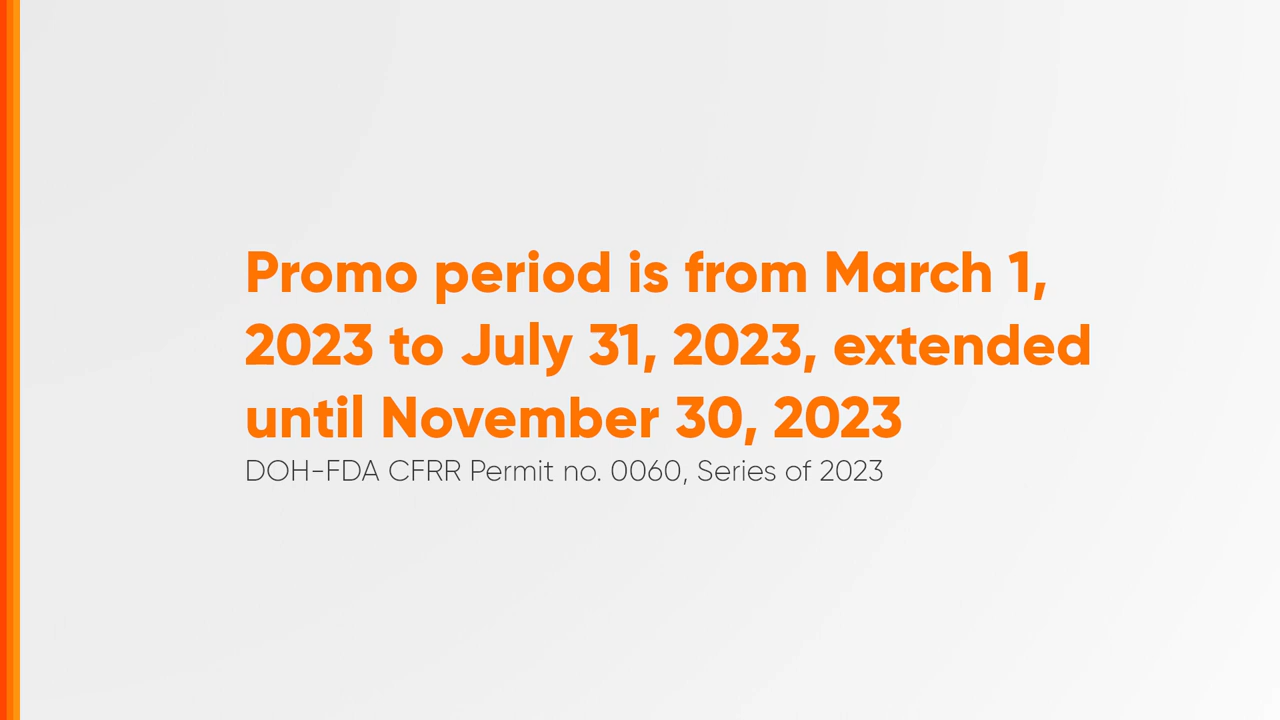 Promo period is from March 1,
2023 to July 31, 2023, extended
until November 30, 2023
DOH-FDA CFRR Permit no. 0060, Series of 2023